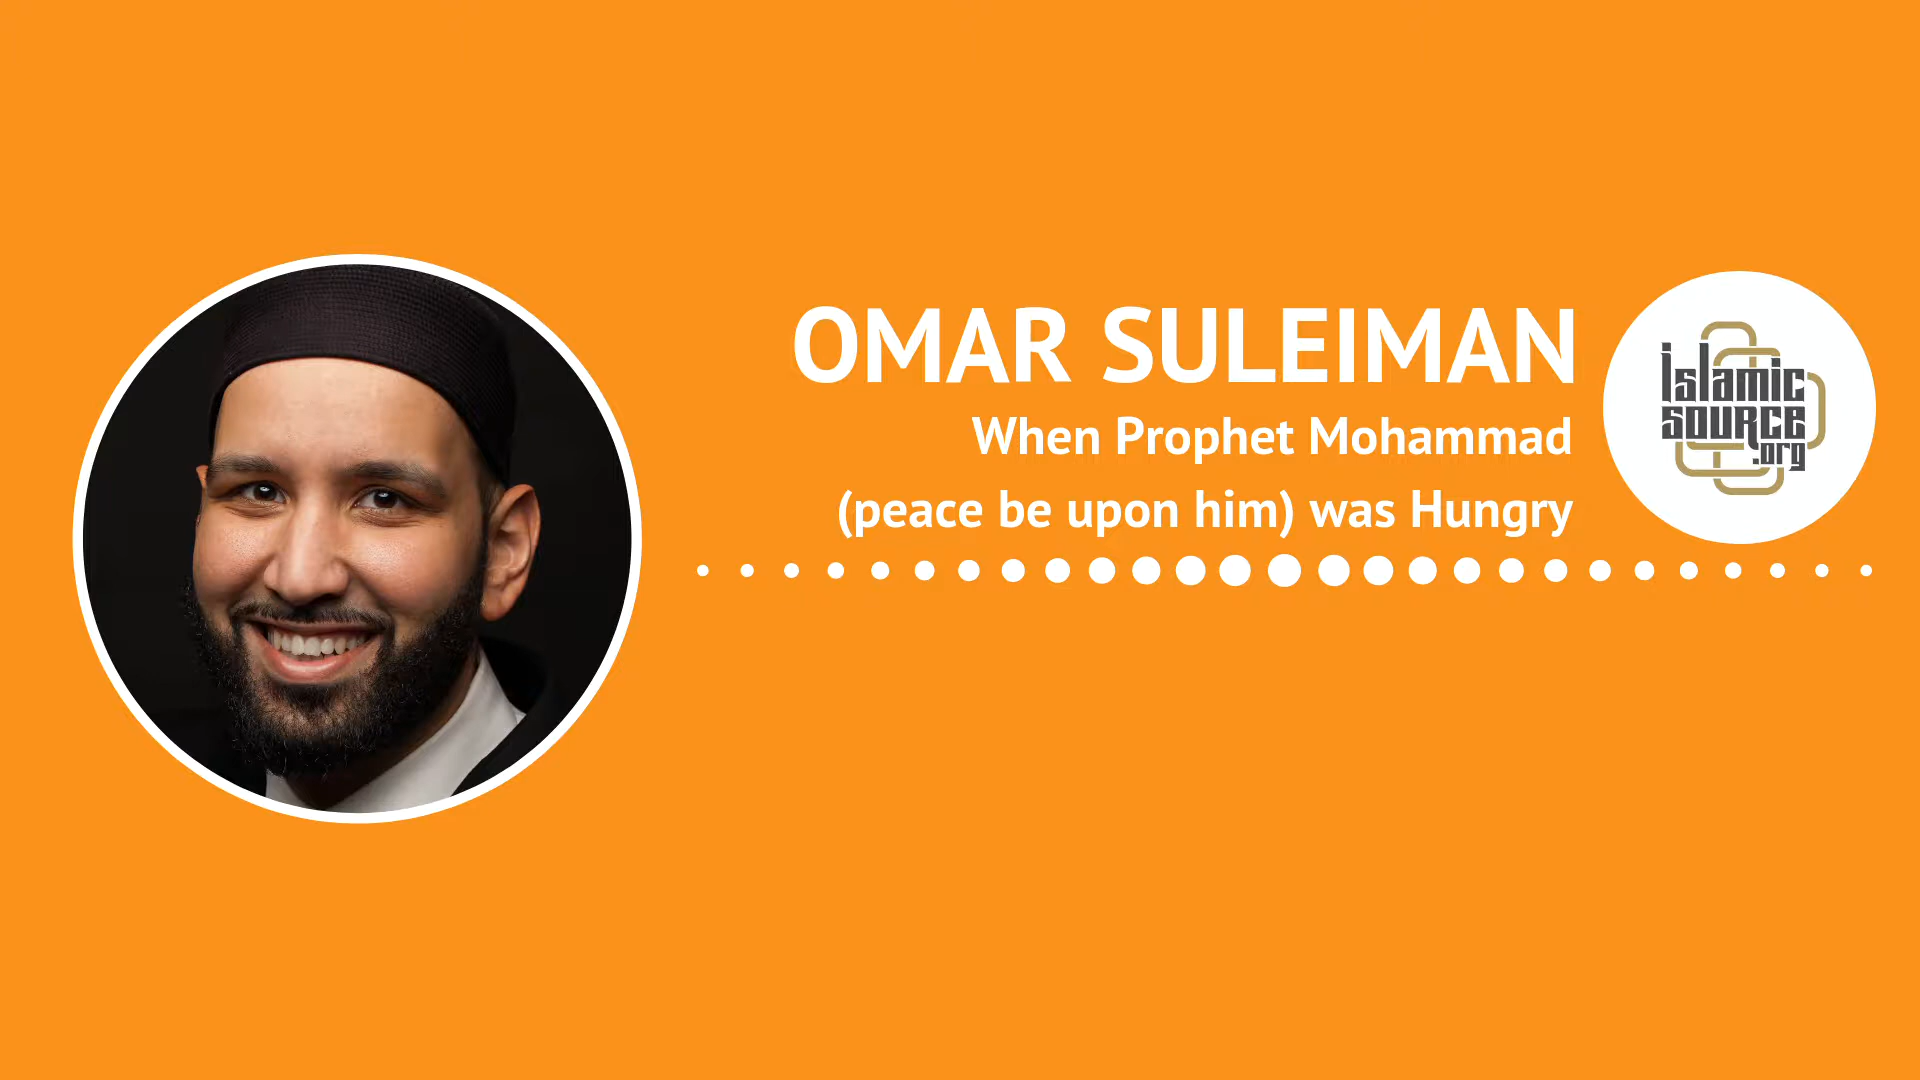 OMAR SULEIMAN
When Prophet Mohammad
(peace be upon him) was Hungry
islamic
source
.org